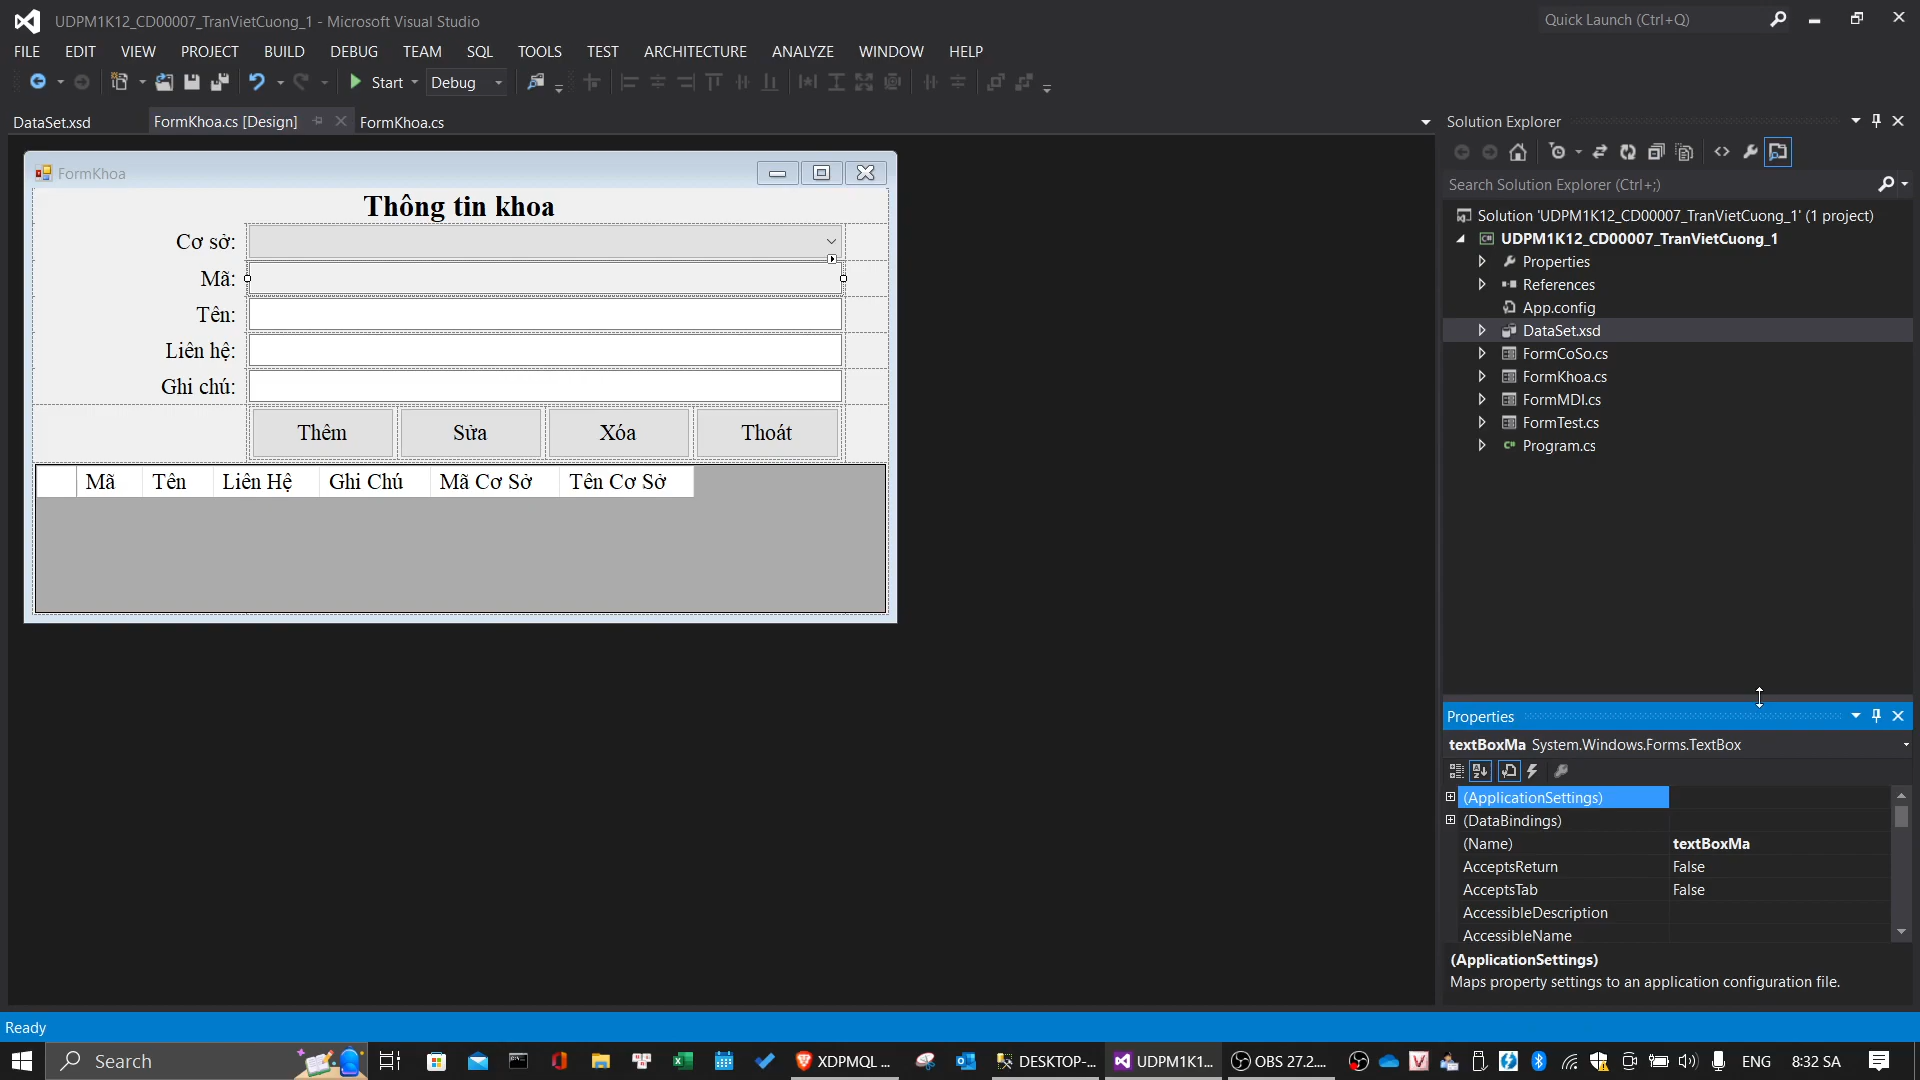 UDPM1K12_CD00007_TranVietCuong_1 - Microsoft Visual Studio
Quick Launch (Ctrl+Q)
FILE EDIT VIEW PROJECT BUILD DEBUG TEAM SQL TOOLS TEST ARCHITECTURE ANALYZE WINDOW HELP
Start Debug
DataSet.xsd FormKhoa.cs [Design] FormKhoa.cs
FormKhoa
Thông tin khoa
Cơ sở:
Mã:
Tên:
Liên hệ:
Ghi chú:
Thêm Sửa Xóa Thoát
Mã Tên Liên Hệ Ghi Chú Mã Cơ Sở Tên Cơ Sở
Solution Explorer
Search Solution Explorer (Ctrl+;)
Solution 'UDPM1K12_CD00007_TranVietCuong_1' (1 project)
UDPM1K12_CD00007_TranVietCuong_1
Properties
References
App.config
DataSet.xsd
FormCoSo.cs
FormKhoa.cs
FormMDI.cs
FormTest.cs
Program.cs
Properties
textBoxMa System.Windows.Forms.TextBox
(ApplicationSettings)
(DataBindings)
(Name) textBoxMa
AcceptsReturn False
AcceptsTab False
AccessibleDescription
AccessibleName
(ApplicationSettings)
Maps property settings to an application configuration file.
Ready
Search
XDPMQL ...
DESKTOP-...
UDPM1K1...
OBS 27.2....
ENG
8:32 SA